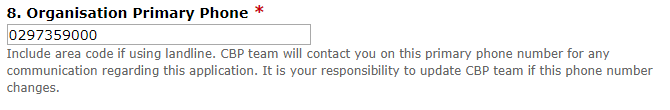 8. Organisation Primary Phone *
0297359000
Include area code if using landline. CBP team will contact you on this primary phone number for any
communication regarding this application. It is your responsibility to update CBP team if this phone number
changes.